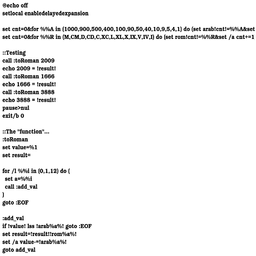 @echo off
setlocal enabledelayedexpansion
set cnt=0&for %%A in (1000,900,500,400,100,90,50,40,10,9,5,4,1) do (set arab!cnt!=%%A&set
set cnt=0&for %%R in (M,CM,D,CD,C,XC,L,XL,X,IX,V,IV,I) do (set rom!cnt!=%%R&set /a cnt+=1
::Testing
call :toRoman 2009
echo 2009 = !result!
call :toRoman 1666
echo 1666 = !result!
call :toRoman 3888
echo 3888 = !result!
pause>nul
exit/b 0
::The "function"...
:toRoman
set value=%1
set result=
for /l %%i in (0,1,12) do (
set a=%%i
call :add_val
)
goto :EOF
:add_val
if !value! lss !arab%a%! goto :EOF
set result=!result!!rom%a%!
set /a value-=!arab%a%!
goto add_val